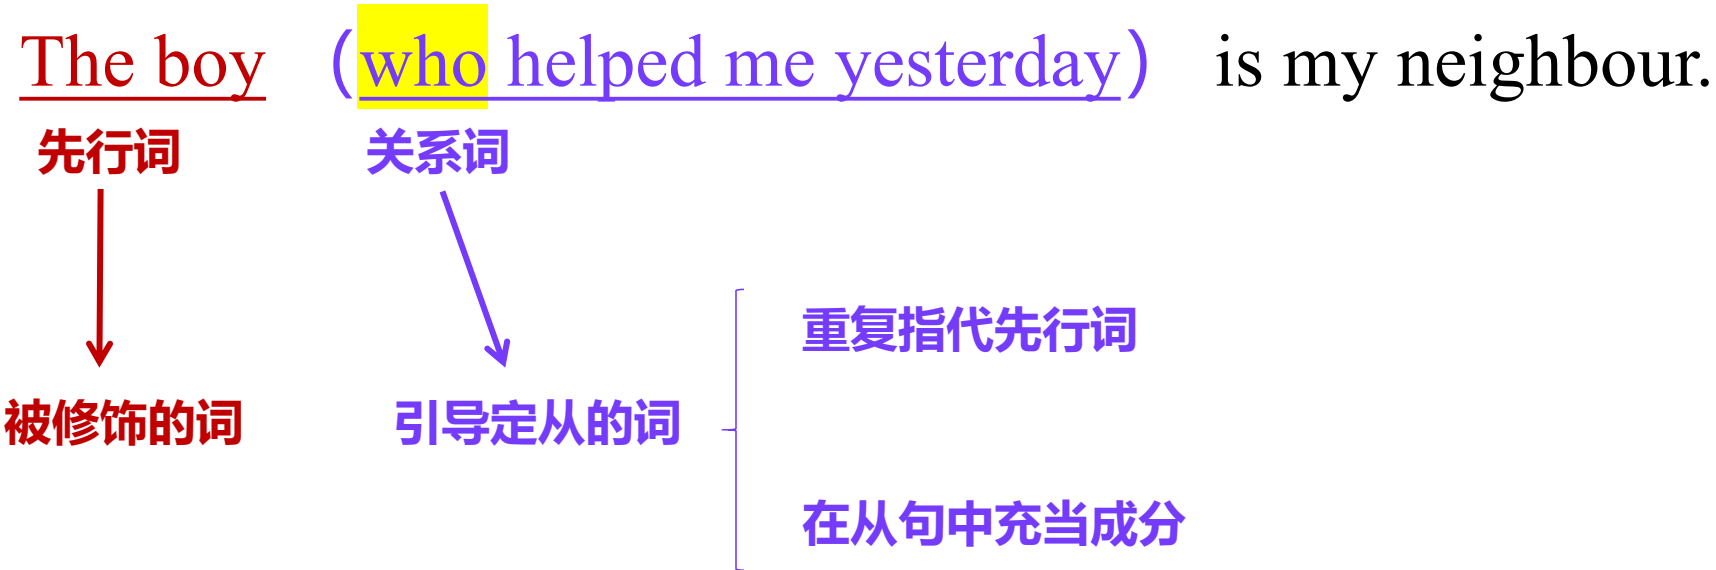 The boy （who helped me yesterday） is my neighbour.
先行词 关系词
重复指代先行词
被修饰的词 引导定从的词
在从句中充当成分